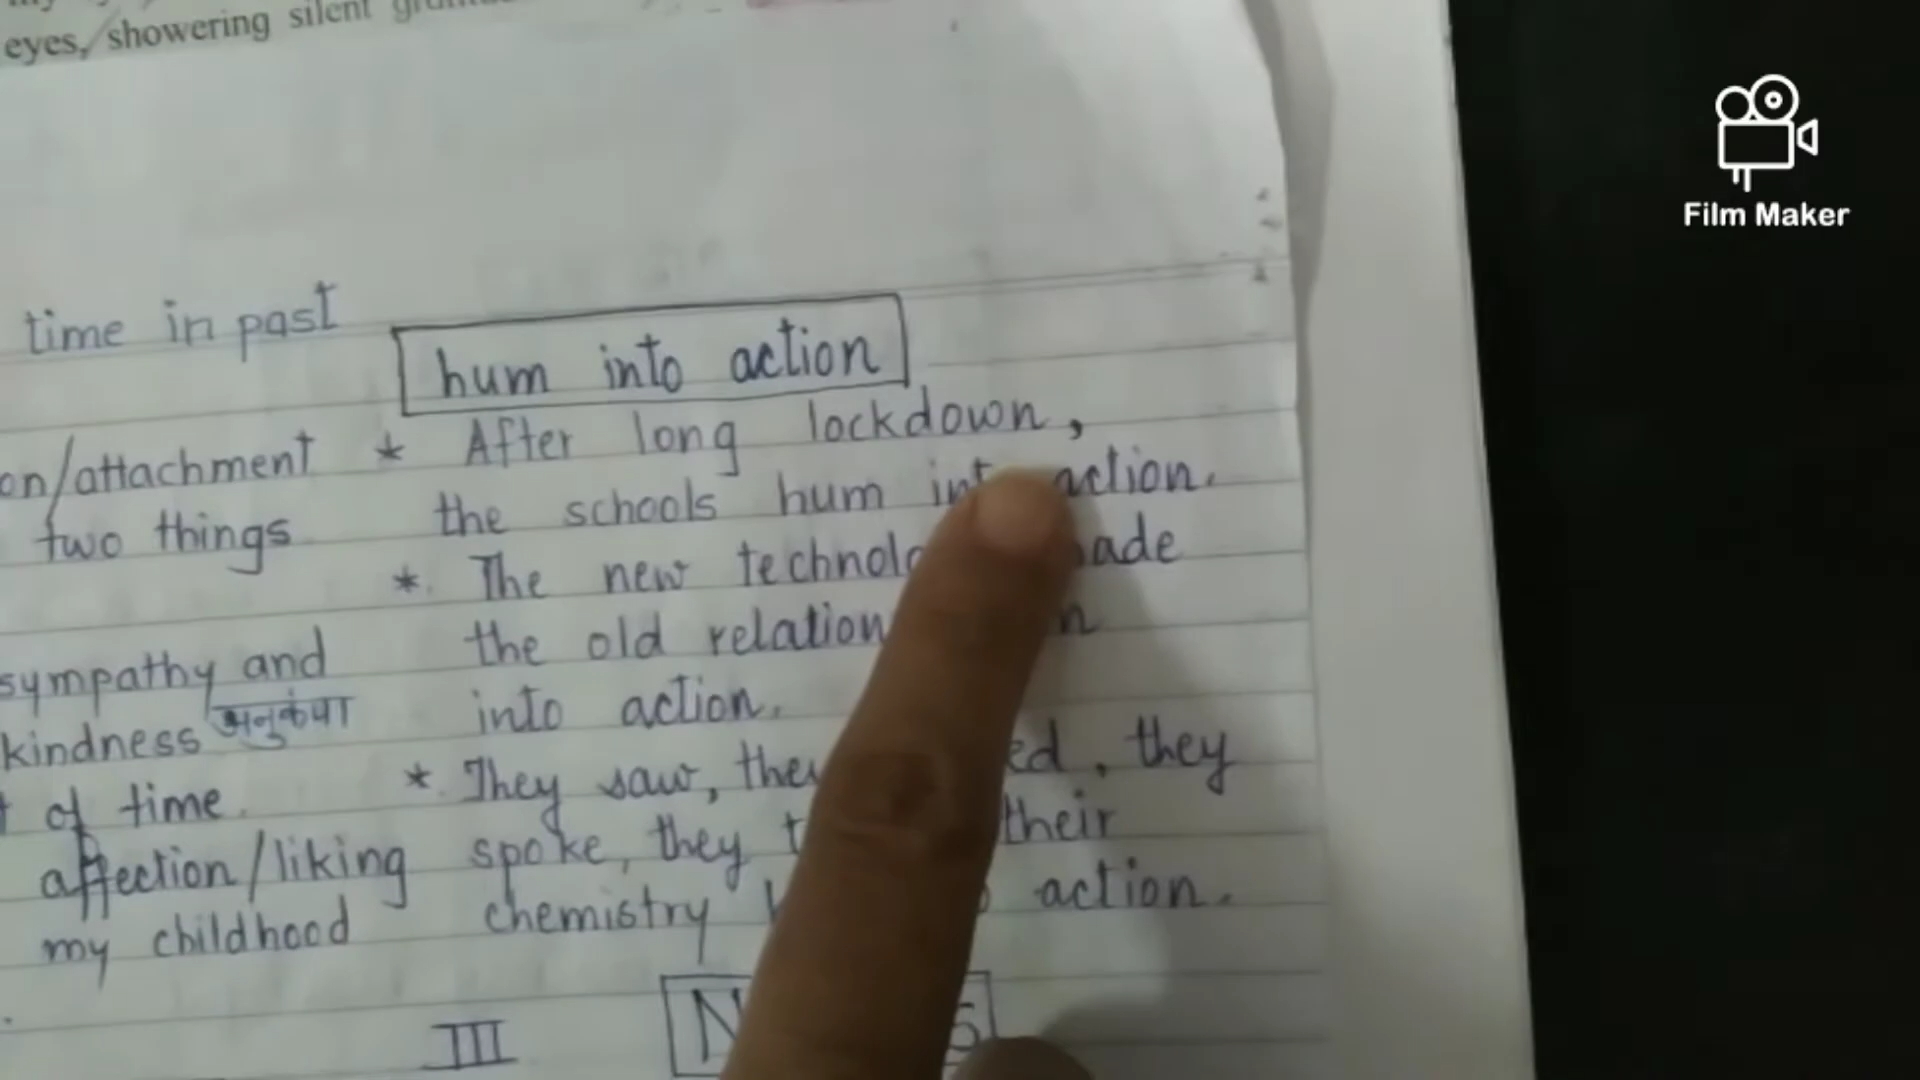 eyes, showering silent
Film Maker
time in past
hum into action
on/attachment * After long lockdown,
two things the schools hum into action.
*. The new technology made
sympathy and the old relation
kindness अनुकंपा into action.
of time. *. They saw, they they
affection/liking spoke, they their
my childhood chemistry action.
III